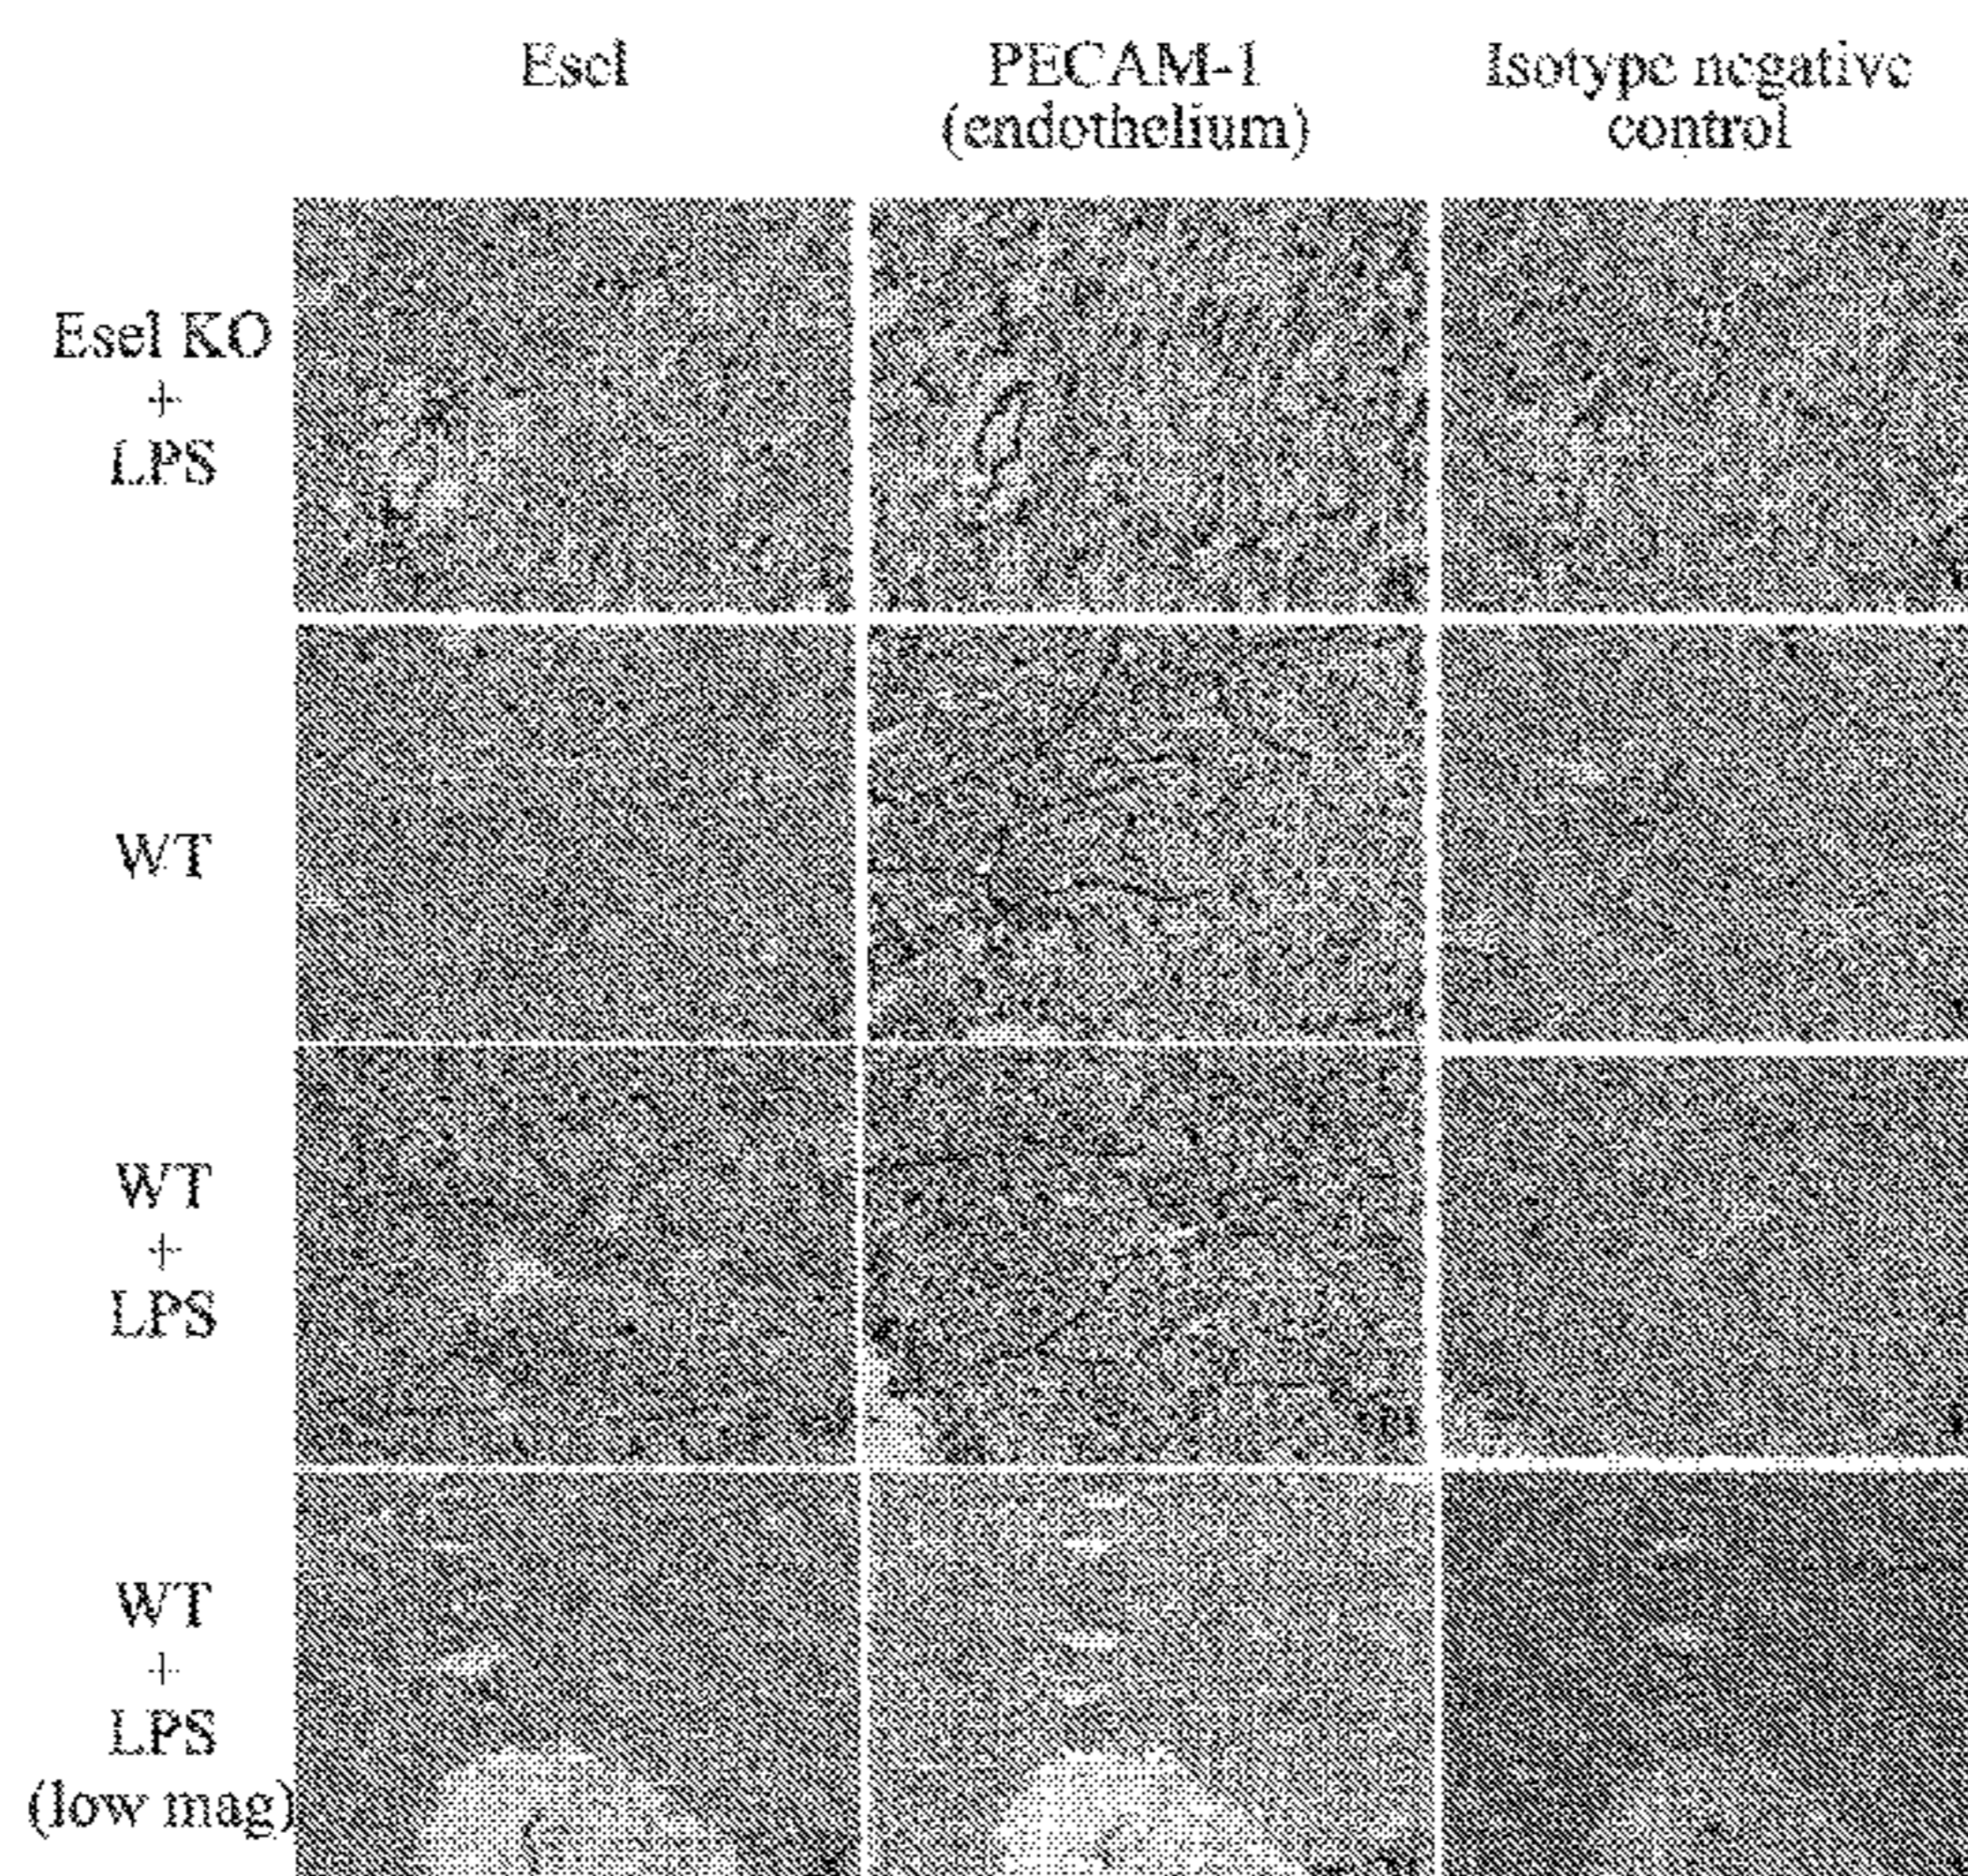 Esel
PECAM-1
(endothelium)
Isotype negative
control
Esel KO
+
LPS
WT
WT
+
LPS
WT
+
LPS
(low mag)